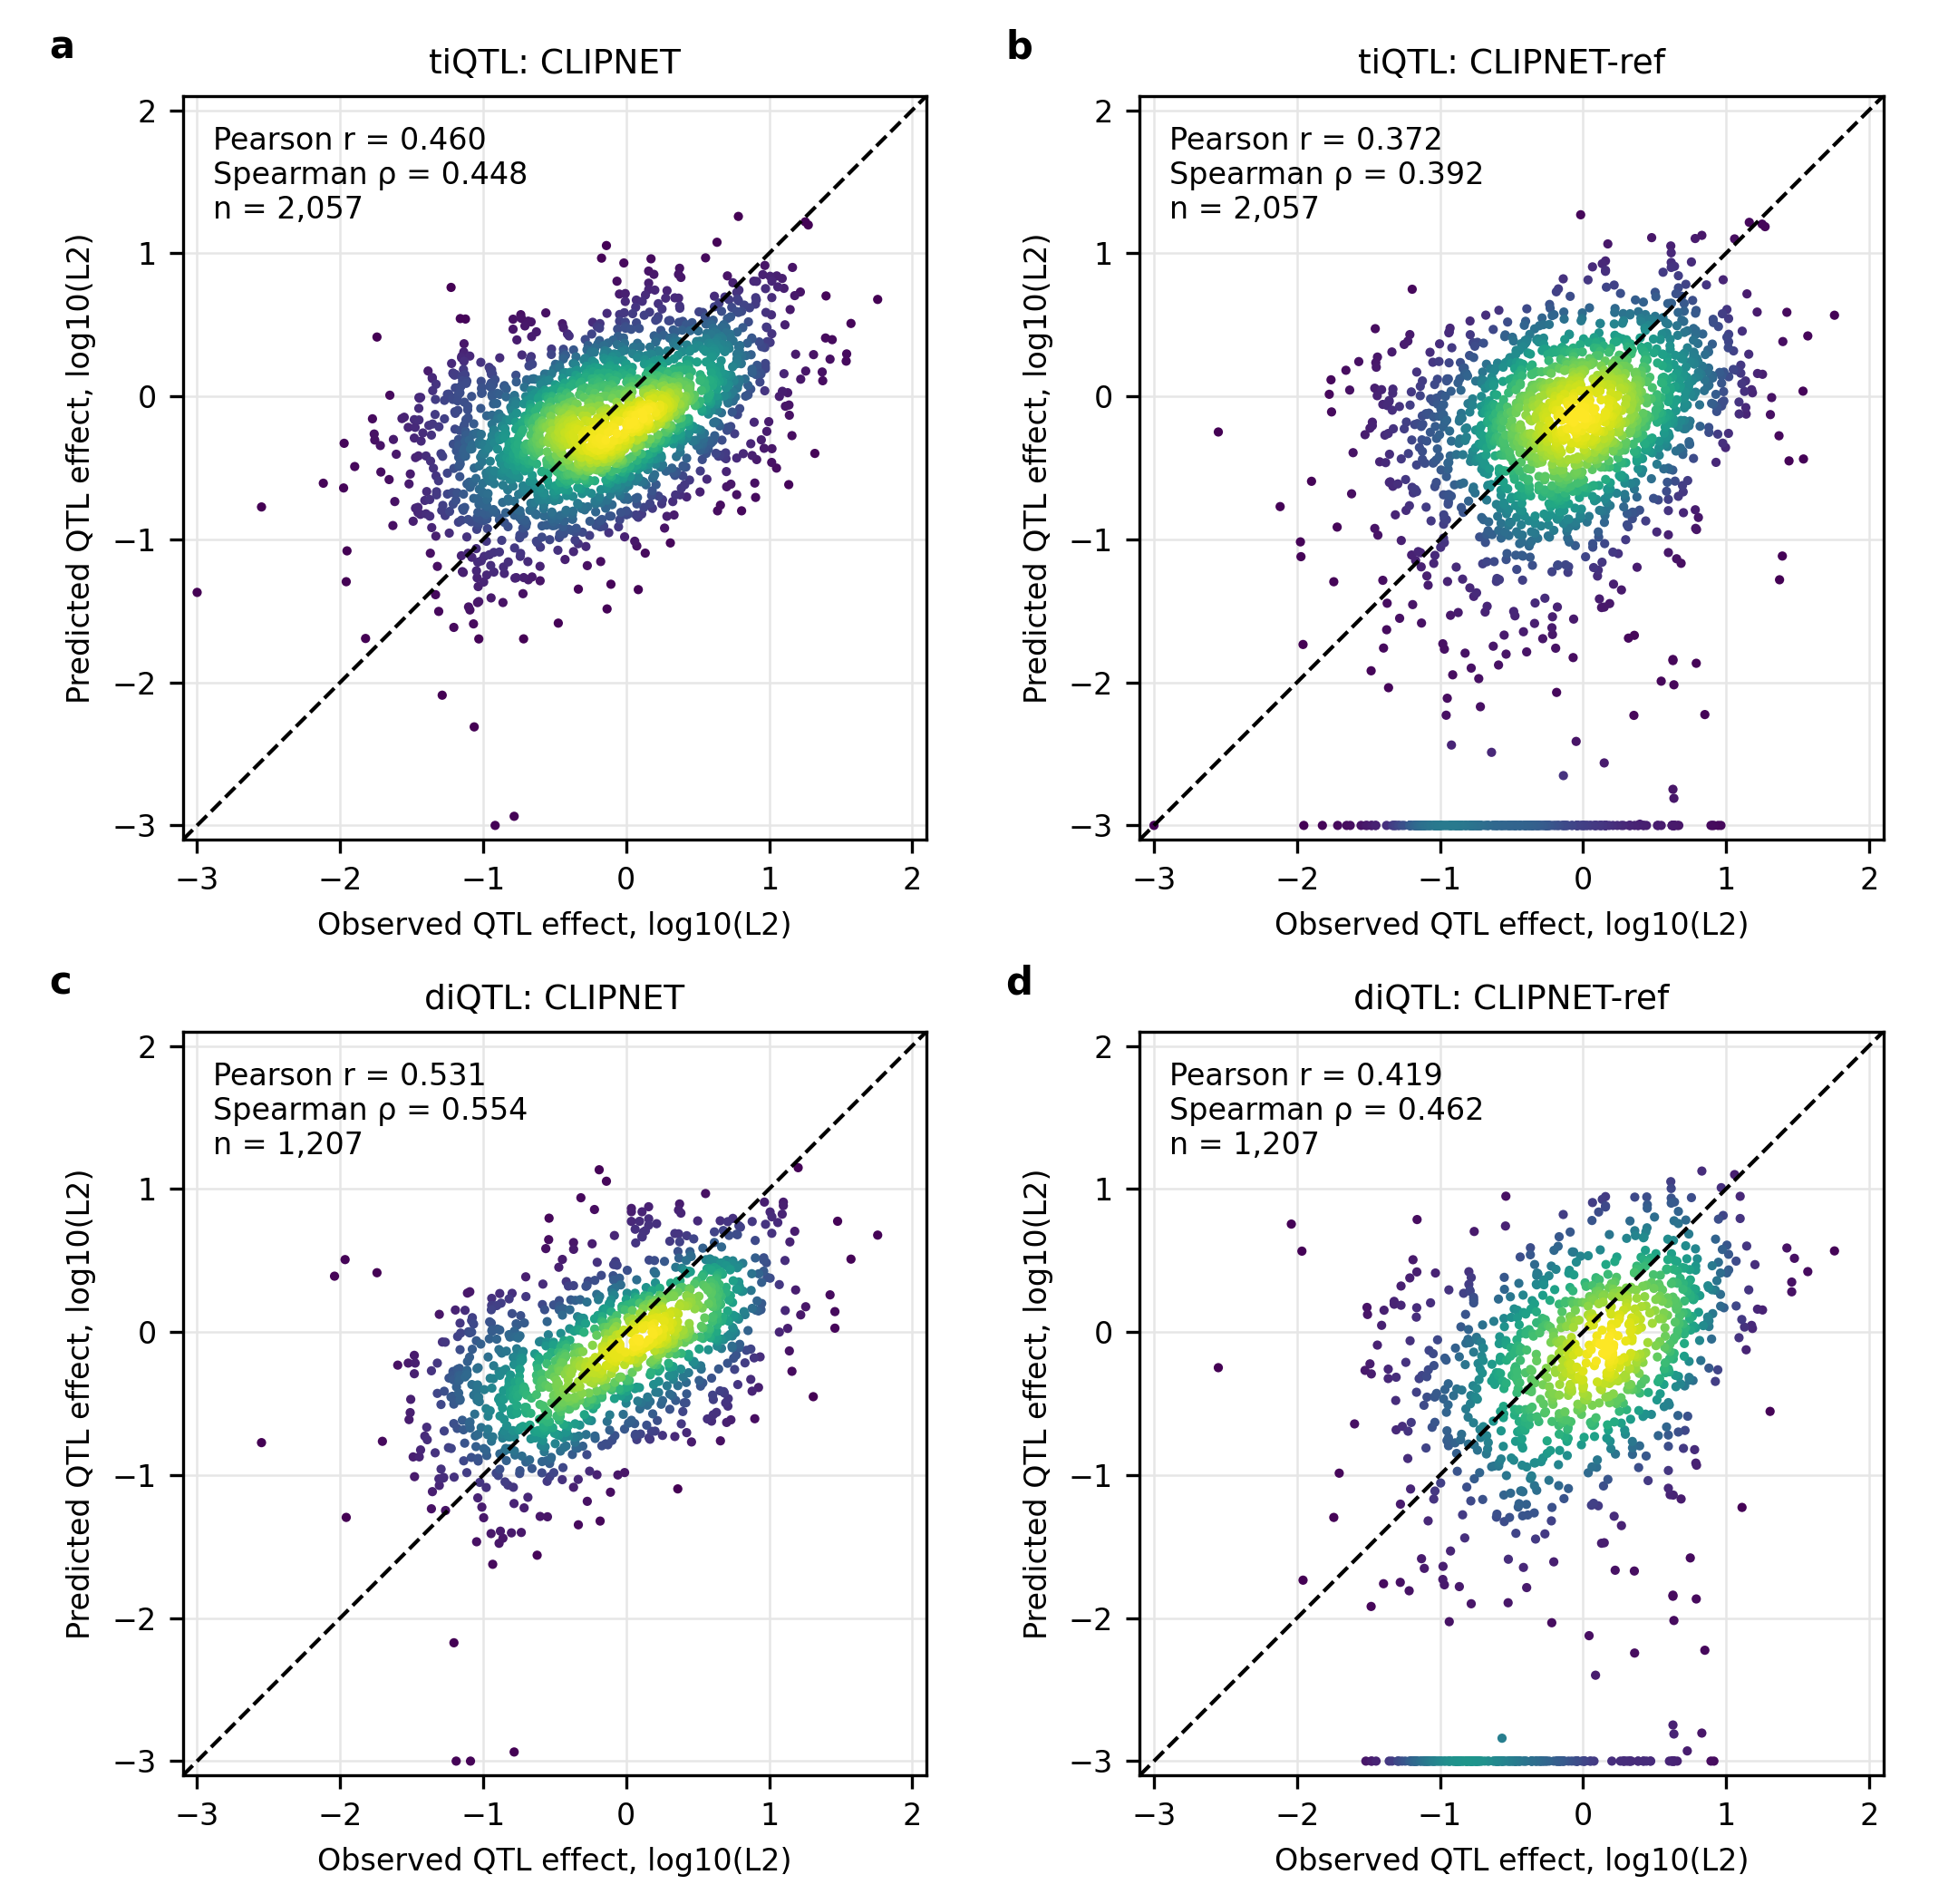 a
tiQTL: CLIPNET
Pearson r = 0.460
Spearman ρ = 0.448
n = 2,057
2
1
0
−1
−2
−3
Predicted QTL effect, log10(L2)
−3 −2 −1 0 1 2
Observed QTL effect, log10(L2)
b
tiQTL: CLIPNET-ref
Pearson r = 0.372
Spearman ρ = 0.392
n = 2,057
2
1
0
−1
−2
−3
Predicted QTL effect, log10(L2)
−3 −2 −1 0 1 2
Observed QTL effect, log10(L2)
c
diQTL: CLIPNET
Pearson r = 0.531
Spearman ρ = 0.554
n = 1,207
2
1
0
−1
−2
−3
Predicted QTL effect, log10(L2)
−3 −2 −1 0 1 2
Observed QTL effect, log10(L2)
d
diQTL: CLIPNET-ref
Pearson r = 0.419
Spearman ρ = 0.462
n = 1,207
2
1
0
−1
−2
−3
Predicted QTL effect, log10(L2)
−3 −2 −1 0 1 2
Observed QTL effect, log10(L2)